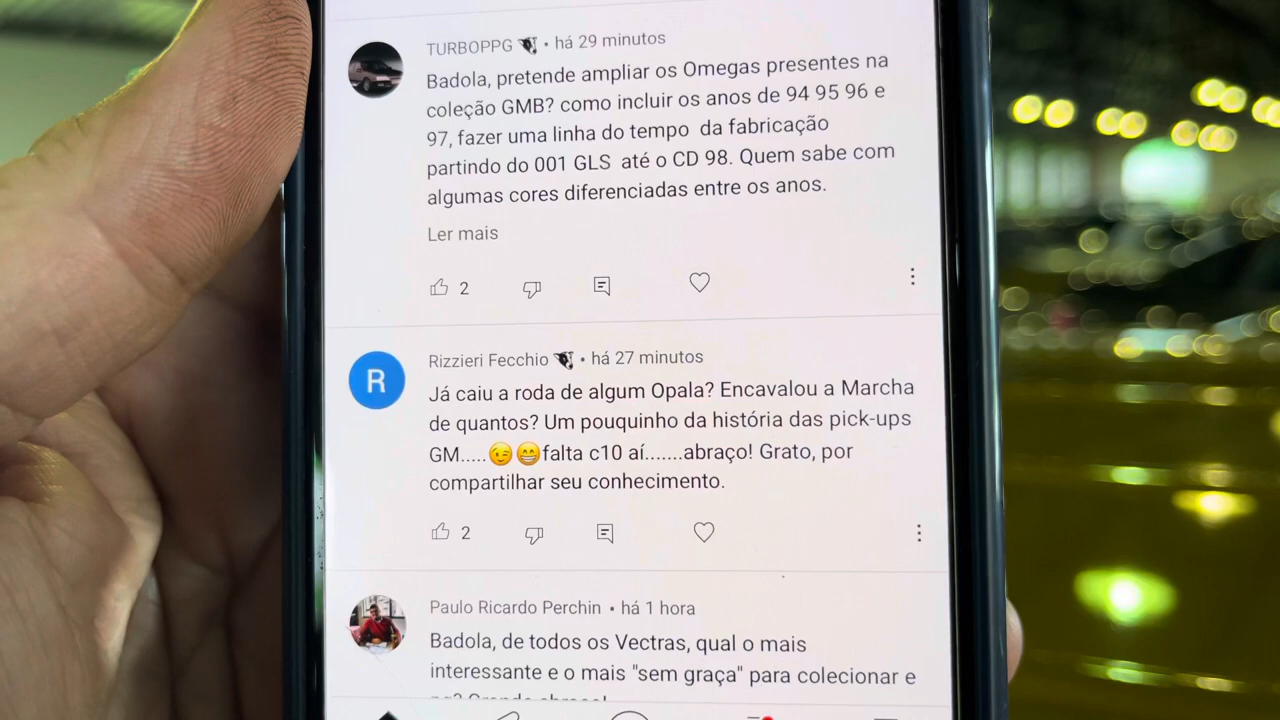 TURBOPPG • há 29 minutos
Badola, pretende ampliar os Omegas presentes na
coleção GMB? como incluir os anos de 94 95 96 e
97, fazer uma linha do tempo da fabricação
partindo do 001 GLS até o CD 98. Quem sabe com
algumas cores diferenciadas entre os anos.
Ler mais
2
R
Rizzieri Fecchio • há 27 minutos
Já caiu a roda de algum Opala? Encavalou a Marcha
de quantos? Um pouquinho da história das pick-ups
GM.....😉😁falta c10 aí.......abraço! Grato, por
compartilhar seu conhecimento.
2
Paulo Ricardo Perchin • há 1 hora
Badola, de todos os Vectras, qual o mais
interessante e o mais "sem graça" para colecionar e